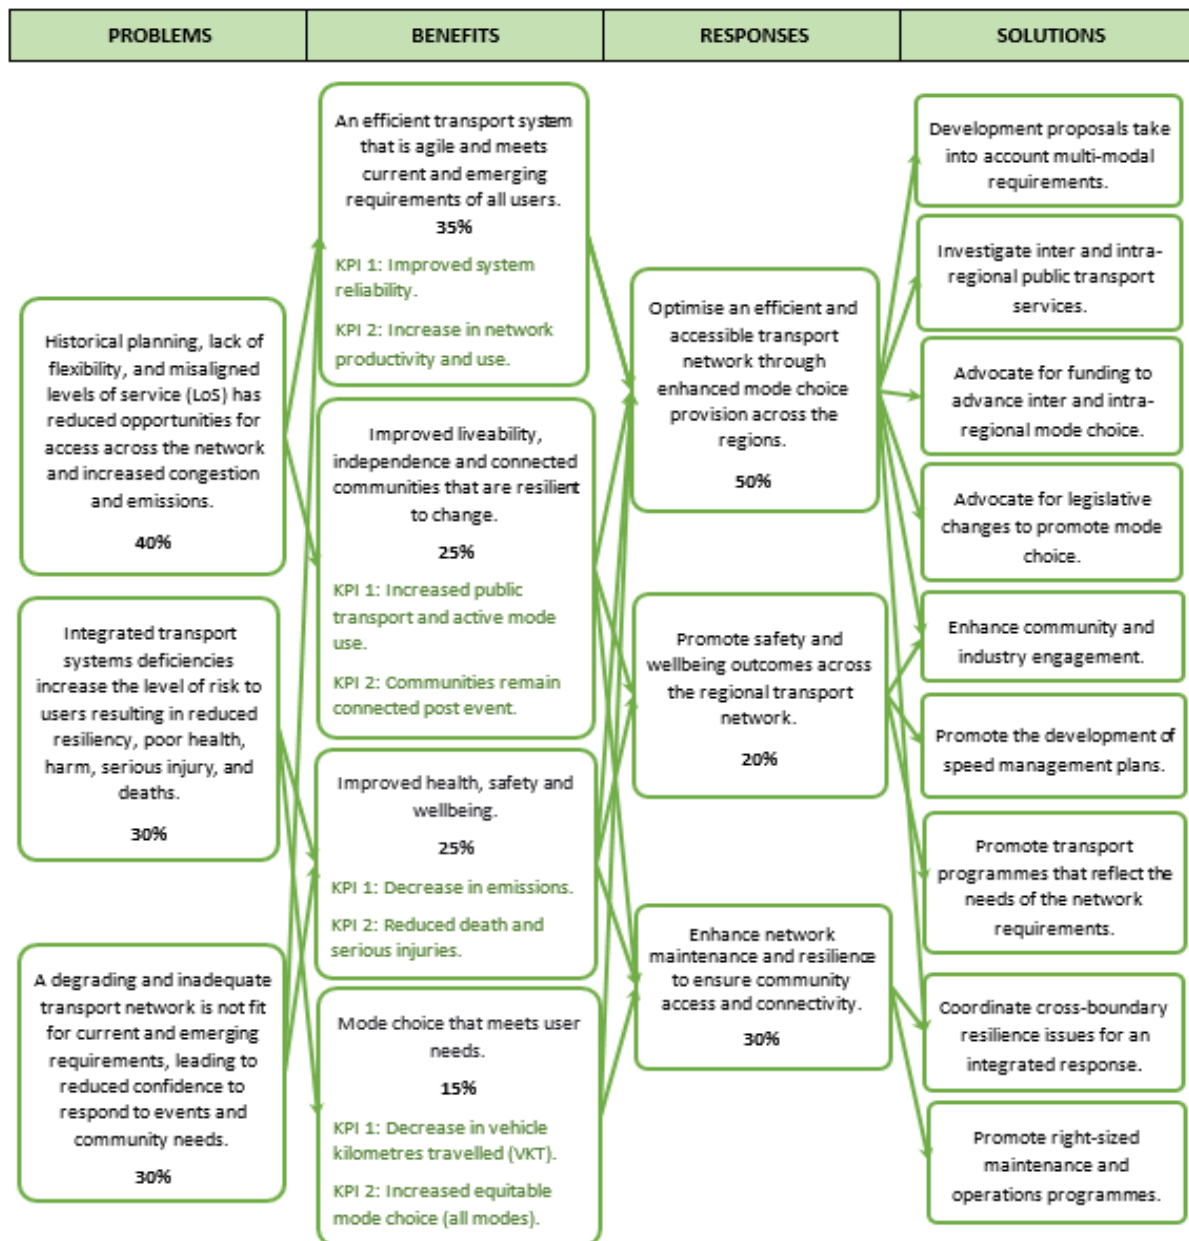 PROBLEMS
BENEFITS
RESPONSES
SOLUTIONS
Historical planning, lack of
flexibility, and misaligned
levels of service (LoS) has
reduced opportunities for
access across the network
and increased congestion
and emissions.
40%
Integrated transport
systems deficiencies
increase the level of risk to
users resulting in reduced
resiliency, poor health,
harm, serious injury, and
deaths.
30%
A degrading and inadequate
transport network is not fit
for current and emerging
requirements, leading to
reduced confidence to
respond to events and
community needs.
30%
An efficient transport system
that is agile and meets
current and emerging
requirements of all users.
35%
KPI 1: Improved system
reliability.
KPI 2: Increase in network
productivity and use.
Improved liveability,
independence and connected
communities that are resilient
to change.
25%
KPI 1: Increased public
transport and active mode
use.
KPI 2: Communities remain
connected post event.
Improved health, safety and
wellbeing.
25%
KPI 1: Decrease in emissions.
KPI 2: Reduced death and
serious injuries.
Mode choice that meets user
needs.
15%
KPI 1: Decrease in vehicle
kilometres travelled (VKT).
KPI 2: Increased equitable
mode choice (all modes).
Optimise an efficient and
accessible transport
network through
enhanced mode choice
provision across the
regions.
50%
Promote safety and
wellbeing outcomes across
the regional transport
network.
20%
Enhance network
maintenance and resilience
to ensure community
access and connectivity.
30%
Development proposals take
into account multi-modal
requirements.
Investigate inter and intra-
regional public transport
services.
Advocate for funding to
advance inter and intra-
regional mode choice.
Advocate for legislative
changes to promote mode
choice.
Enhance community and
industry engagement.
Promote the development of
speed management plans.
Promote transport
programmes that reflect the
needs of the network
requirements.
Coordinate cross-boundary
resilience issues for an
integrated response.
Promote right-sized
maintenance and
operations programmes.